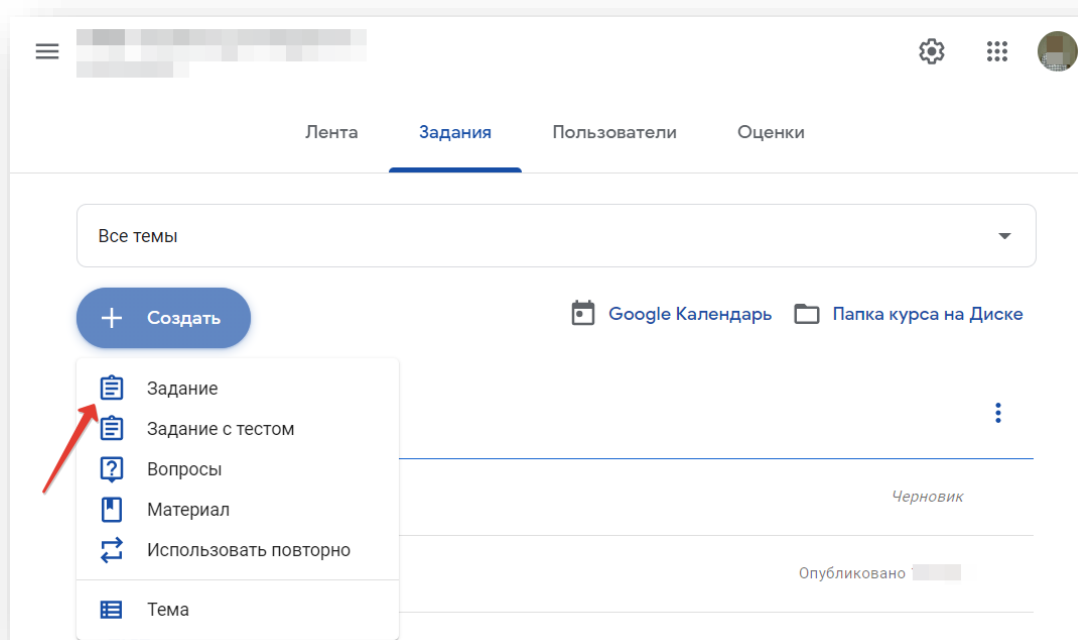 Лента Задания Пользователи Оценки
Все темы
Создать Google Календарь Папка курса на Диске
Задание
Задание с тестом
Вопросы
Черновик
Материал
Использовать повторно
Опубликовано
Тема